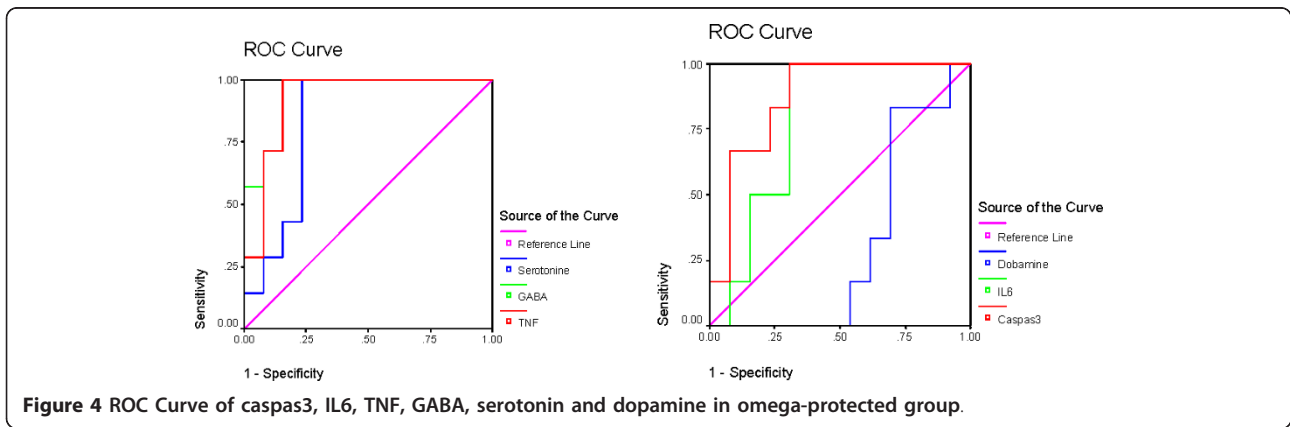 ROC Curve
1.00
.75
.50
.25
0.00
Sensitivity
0.00
.25
.50
.75
1.00
1 - Specificity
Source of the Curve
Reference Line
Serotonine
GABA
TNF
ROC Curve
1.00
.75
.50
.25
0.00
Sensitivity
0.00
.25
.50
.75
1.00
1 - Specificity
Source of the Curve
Reference Line
Dobamine
IL6
Caspas3
Figure 4 ROC Curve of caspas3, IL6, TNF, GABA, serotonin and dopamine in omega-protected group.